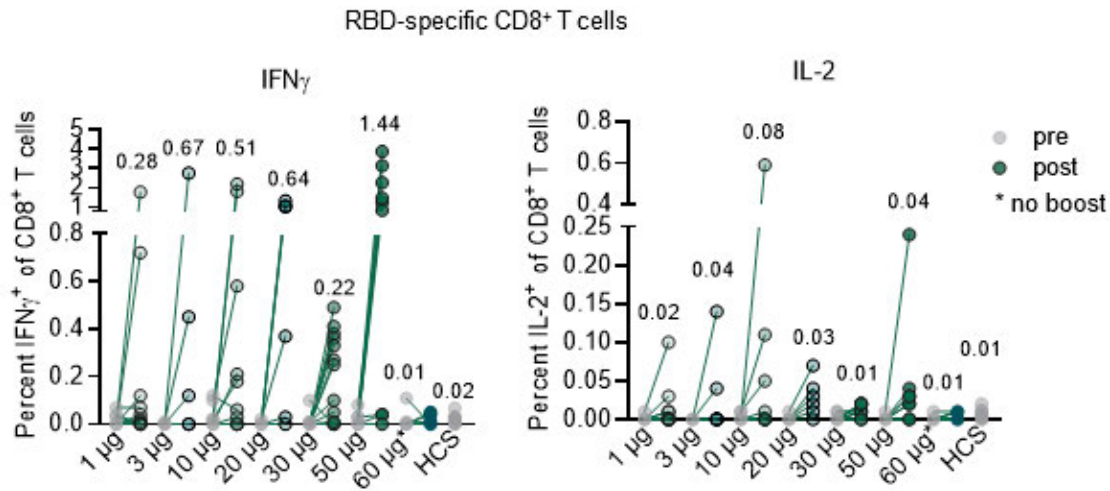 RBD-specific CD8⁺ T cells
IFNγ
Percent IFNγ⁺ of CD8⁺ T cells
5
4
3
2
1
0.8
0.6
0.4
0.2
0.0
0.28
0.67
0.51
0.64
0.22
1.44
0.01
0.02
1 µg
3 µg
10 µg
20 µg
30 µg
50 µg
60 µg*
HCS
IL-2
Percent IL-2⁺ of CD8⁺ T cells
0.8
0.6
0.4
0.25
0.20
0.15
0.10
0.05
0.00
0.02
0.04
0.08
0.03
0.01
0.04
0.01
0.01
1 µg
3 µg
10 µg
20 µg
30 µg
50 µg
60 µg*
HCS
pre
post
* no boost